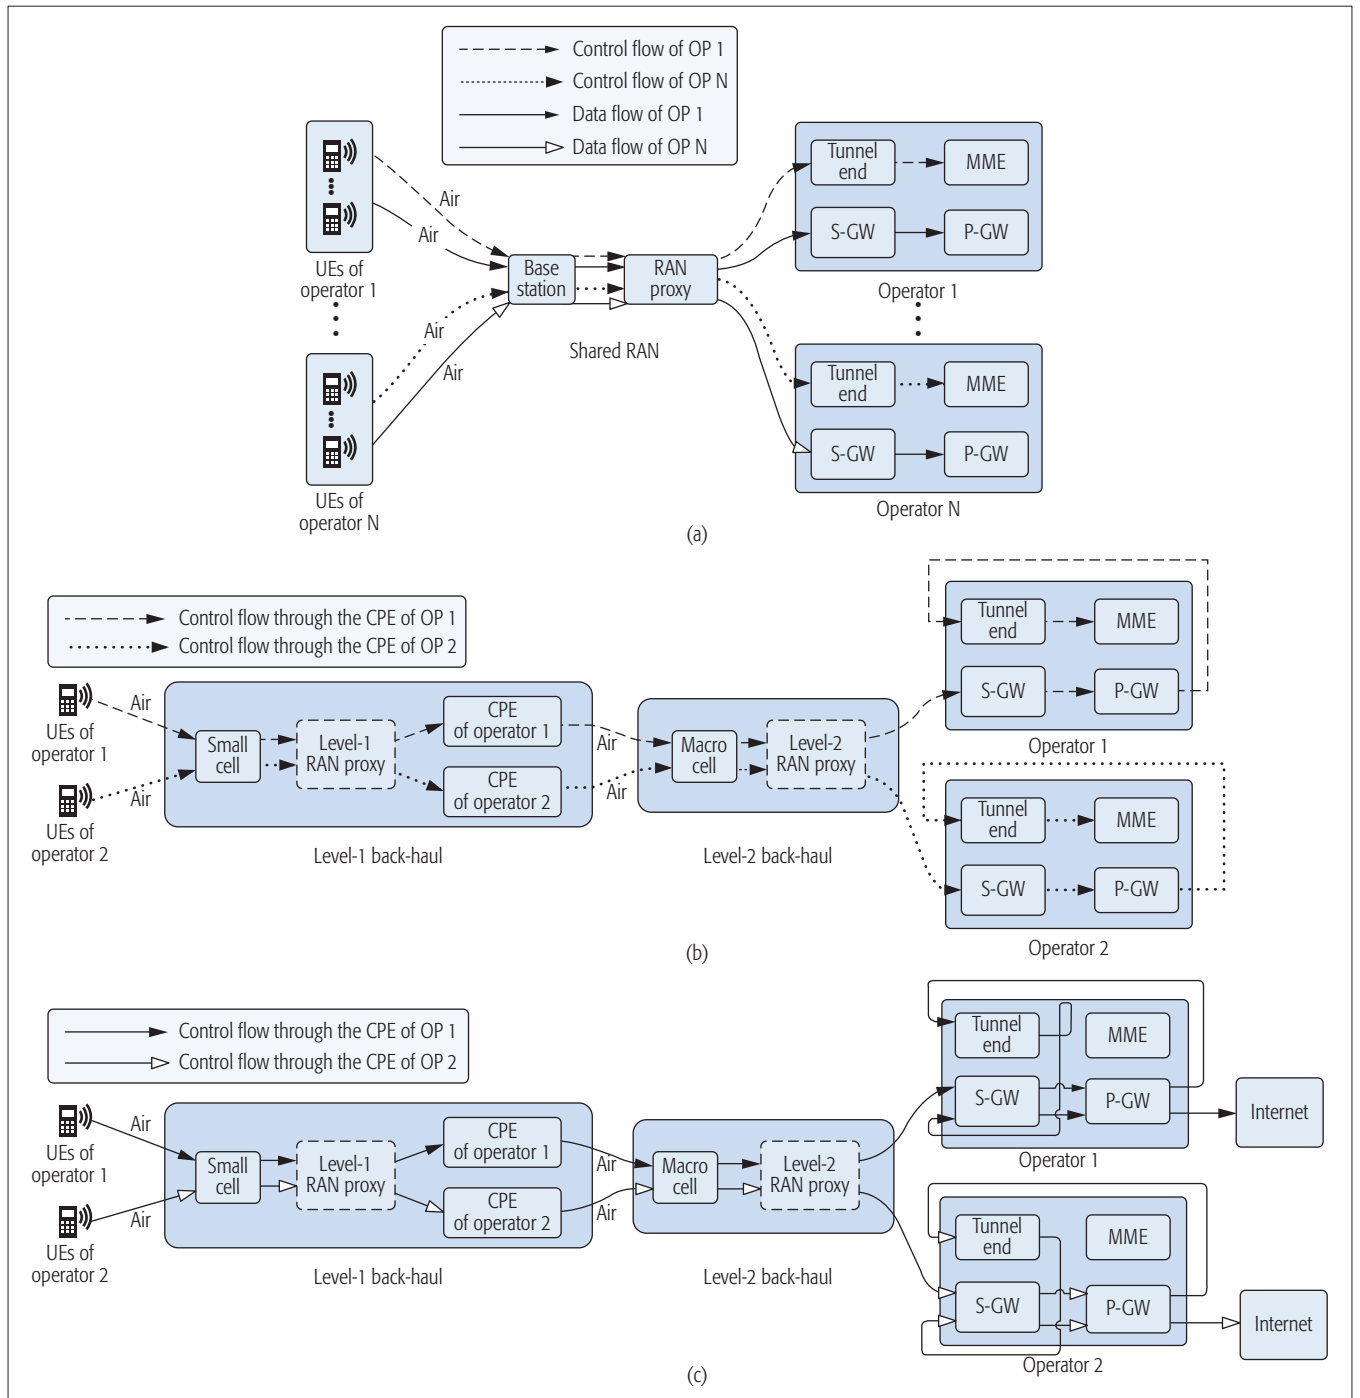 Control flow of OP 1
Control flow of OP N
Data flow of OP 1
Data flow of OP N
UEs of
operator 1
Air
Air
Air
Air
UEs of
operator N
Base
station
RAN
proxy
Shared RAN
Tunnel
end
MME
S-GW
P-GW
Operator 1
Tunnel
end
MME
S-GW
P-GW
Operator N
(a)
Control flow through the CPE of OP 1
Control flow through the CPE of OP 2
UEs of
operator 1
UEs of
operator 2
Air
Air
Small
cell
Level-1
RAN proxy
CPE
of operator 1
CPE
of operator 2
Level-1 back-haul
Air
Air
Macro
cell
Level-2
RAN proxy
Level-2 back-haul
Tunnel
end
MME
S-GW
P-GW
Operator 1
Tunnel
end
MME
S-GW
P-GW
Operator 2
(b)
Control flow through the CPE of OP 1
Control flow through the CPE of OP 2
UEs of
operator 1
UEs of
operator 2
Air
Air
Small
cell
Level-1
RAN proxy
CPE
of operator 1
CPE
of operator 2
Level-1 back-haul
Air
Air
Macro
cell
Level-2
RAN proxy
Level-2 back-haul
Tunnel
end
MME
S-GW
P-GW
Internet
Operator 1
Tunnel
end
MME
S-GW
P-GW
Internet
Operator 2
(c)